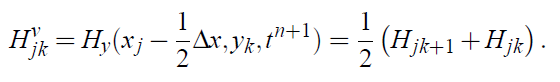 $H_{jk}^{y} = H_y(x_j - \frac{1}{2}\Delta x, y_k, t^{n+1}) = \frac{1}{2}\left(H_{jk+1} + H_{jk}\right).$